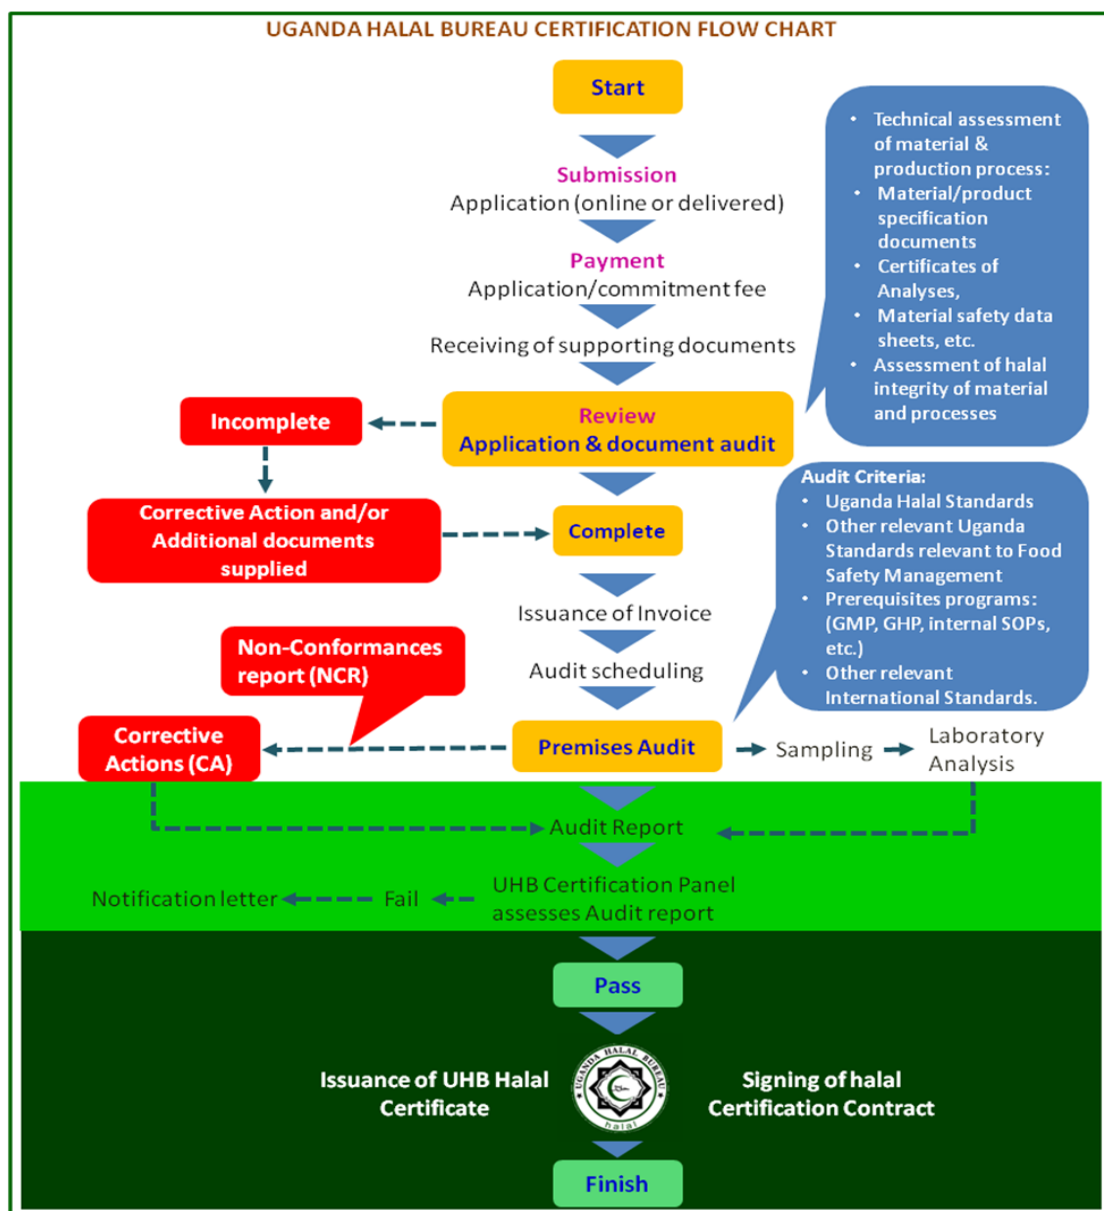 UGANDA HALAL BUREAU CERTIFICATION FLOW CHART
Start
Submission
Application (online or delivered)
Payment
Application/commitment fee
Receiving of supporting documents
• Technical assessment
of material &
production process:
• Material/product
specification
documents
• Certificates of
Analyses,
• Material safety data
sheets, etc.
• Assessment of halal
integrity of material
and processes
Review
Application & document audit
Incomplete
Corrective Action and/or
Additional documents
supplied
Complete
Audit Criteria:
• Uganda Halal Standards
• Other relevant Uganda
Standards relevant to Food
Safety Management
• Prerequisites programs:
(GMP, GHP, internal SOPs,
etc.)
• Other relevant
International Standards.
Issuance of Invoice
Audit scheduling
Non-Conformances
report (NCR)
Corrective
Actions (CA)
Premises Audit
Sampling
Laboratory
Analysis
Audit Report
UHB Certification Panel
assesses Audit report
Fail
Notification letter
Pass
Issuance of UHB Halal
Certificate
UGANDA HALAL BUREAU
halal
Signing of halal
Certification Contract
Finish